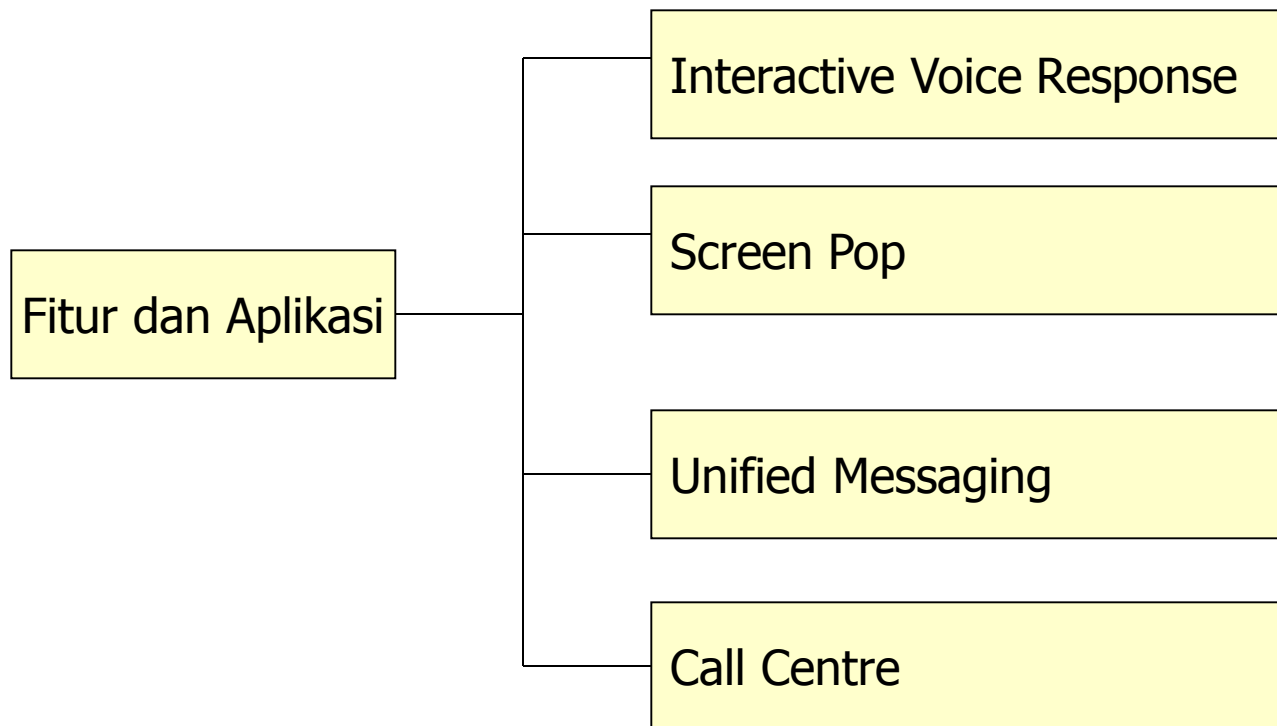 Interactive Voice Response
Screen Pop
Fitur dan Aplikasi
Unified Messaging
Call Centre